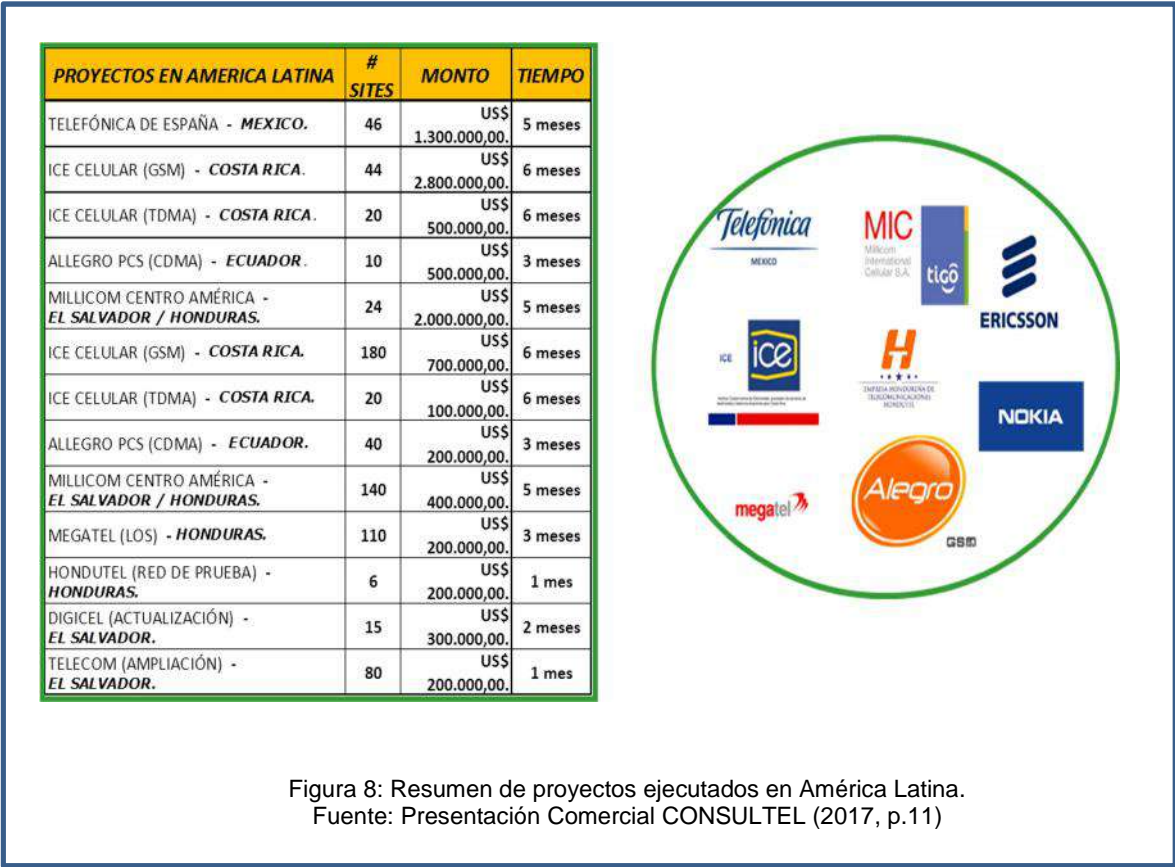 PROYECTOS EN AMERICA LATINA # SITES MONTO TIEMPO
TELEFÓNICA DE ESPAÑA - MEXICO. 46 US$ 1.300.000,00. 5 meses
ICE CELULAR (GSM) - COSTA RICA. 44 US$ 2.800.000,00. 6 meses
ICE CELULAR (TDMA) - COSTA RICA. 20 US$ 500.000,00. 6 meses
ALLEGRO PCS (CDMA) - ECUADOR. 10 US$ 500.000,00. 3 meses
MILLICOM CENTRO AMÉRICA -
EL SALVADOR / HONDURAS. 24 US$ 2.000.000,00. 5 meses
ICE CELULAR (GSM) - COSTA RICA. 180 US$ 700.000,00. 6 meses
ICE CELULAR (TDMA) - COSTA RICA. 20 US$ 100.000,00. 6 meses
ALLEGRO PCS (CDMA) - ECUADOR. 40 US$ 200.000,00. 3 meses
MILLICOM CENTRO AMÉRICA -
EL SALVADOR / HONDURAS. 140 US$ 400.000,00. 5 meses
MEGATEL (LOS) - HONDURAS. 110 US$ 200.000,00. 3 meses
HONDUTEL (RED DE PRUEBA) -
HONDURAS. 6 US$ 200.000,00. 1 mes
DIGICEL (ACTUALIZACIÓN) -
EL SALVADOR. 15 US$ 300.000,00. 2 meses
TELECOM (AMPLIACIÓN) -
EL SALVADOR. 80 US$ 200.000,00. 1 mes
Telefónica
MEXICO
MIC
Millicom
International
Cellular S.A.
tigo
ERICSSON
ICE
ice
H
EMPRESA HONDUREÑA DE
TELECOMUNICACIONES
HONDUTEL
NOKIA
megatel
Alegro
GSM
Figura 8: Resumen de proyectos ejecutados en América Latina.
Fuente: Presentación Comercial CONSULTEL (2017, p.11)